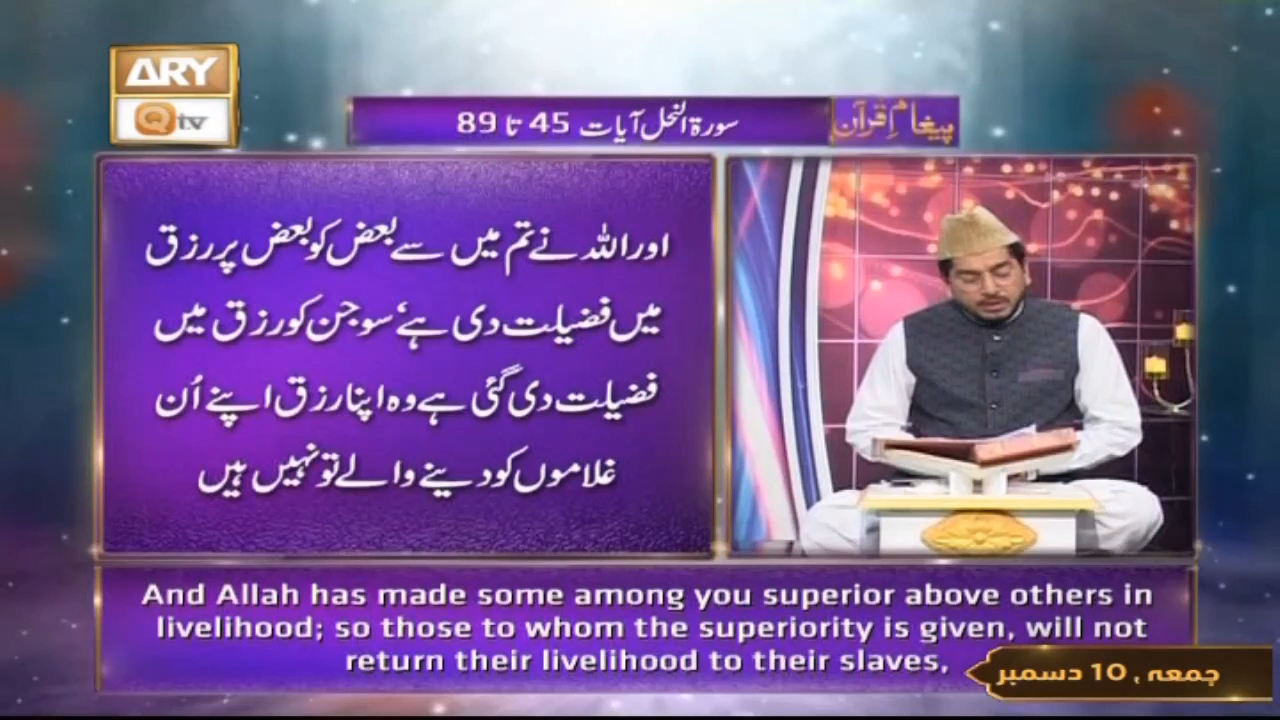 ARY
Qtv
پیغامِ قرآن
سورۃ النحل آیات 45 تا 89
اور اللہ نے تم میں سے بعض کو بعض پر رزق
میں فضیلت دی ہے، سو جن کو رزق میں
فضیلت دی گئی ہے وہ اپنا رزق اپنے اُن
غلاموں کو دینے والے تو نہیں ہیں
And Allah has made some among you superior above others in
livelihood; so those to whom the superiority is given, will not
return their livelihood to their slaves,
جمعہ , 10 دسمبر